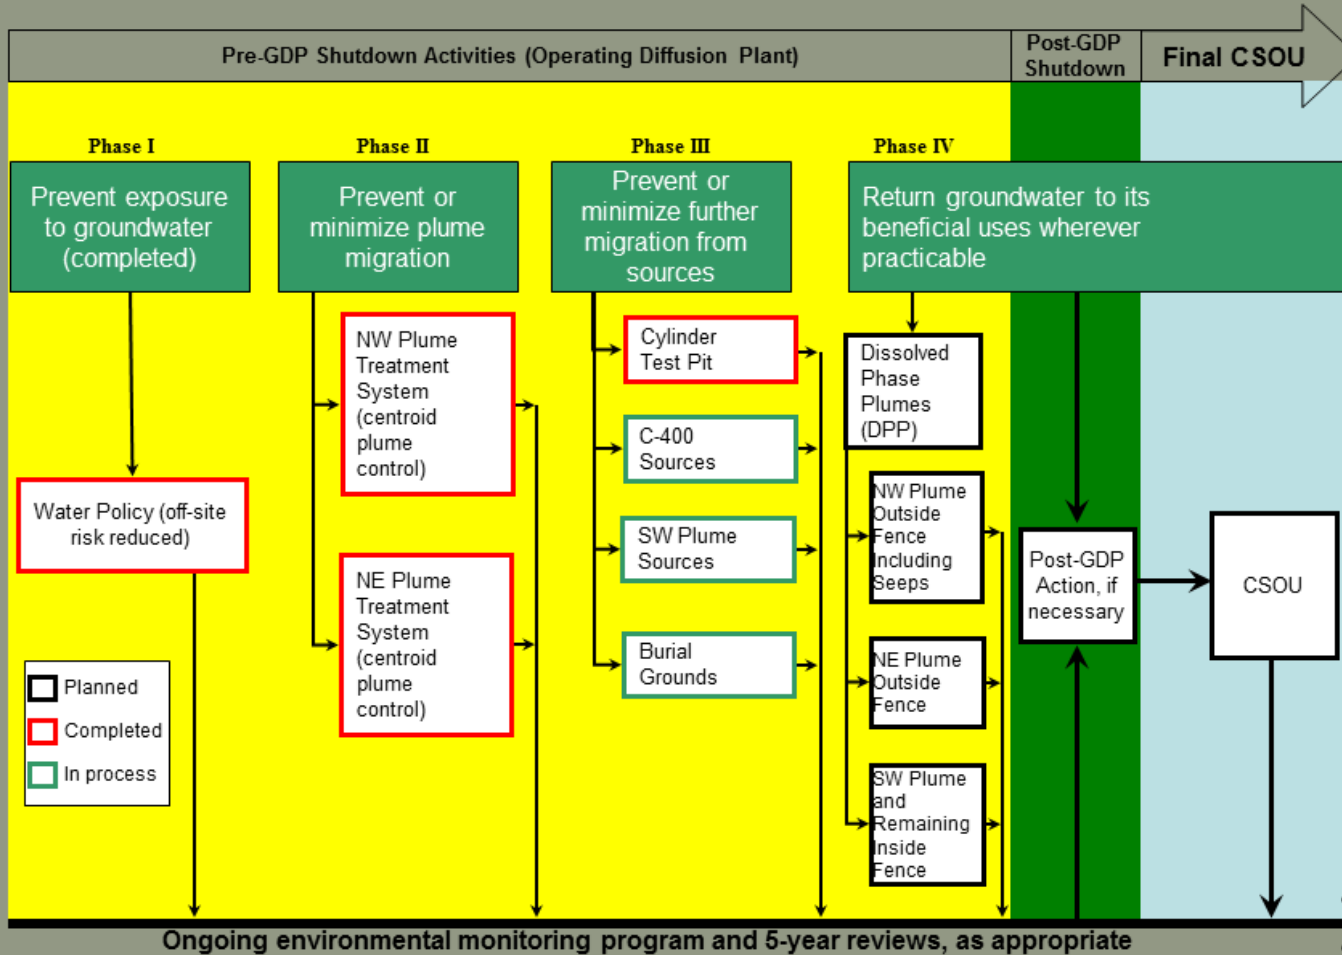 Pre-GDP Shutdown Activities (Operating Diffusion Plant)
Post-GDP
Shutdown
Final CSOU
Phase I
Prevent exposure
to groundwater
(completed)
Water Policy (off-site
risk reduced)
Planned
Completed
In process
Phase II
Prevent or
minimize plume
migration
NW Plume
Treatment
System
(centroid
plume
control)
NE Plume
Treatment
System
(centroid
plume
control)
Phase III
Prevent or
minimize further
migration from
sources
Cylinder
Test Pit
C-400
Sources
SW Plume
Sources
Burial
Grounds
Phase IV
Return groundwater to its
beneficial uses wherever
practicable
Dissolved
Phase
Plumes
(DPP)
NW Plume
Outside
Fence
Including
Seeps
NE Plume
Outside
Fence
SW Plume
and
Remaining
Inside
Fence
Post-GDP
Action, if
necessary
CSOU
Ongoing environmental monitoring program and 5-year reviews, as appropriate